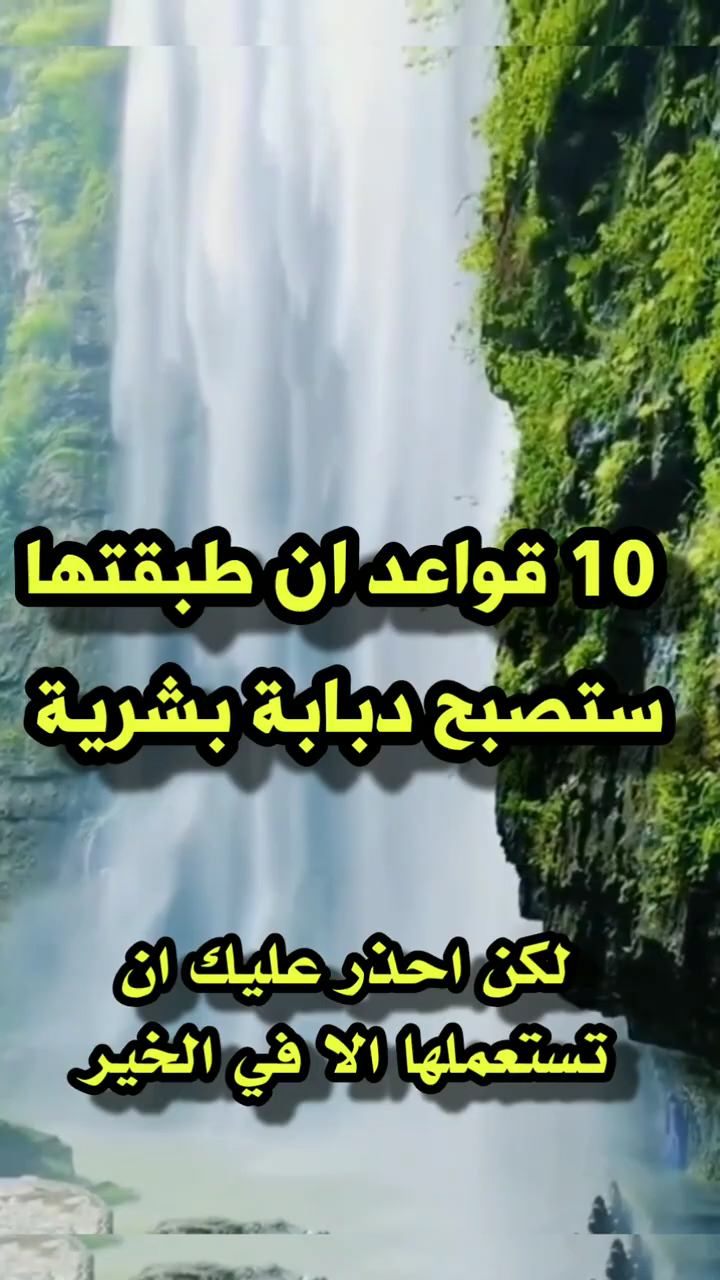 10 قواعد ان طبقتها
ستصبح دبابة بشرية
لكن احذر عليك ان
تستعملها الا في الخير